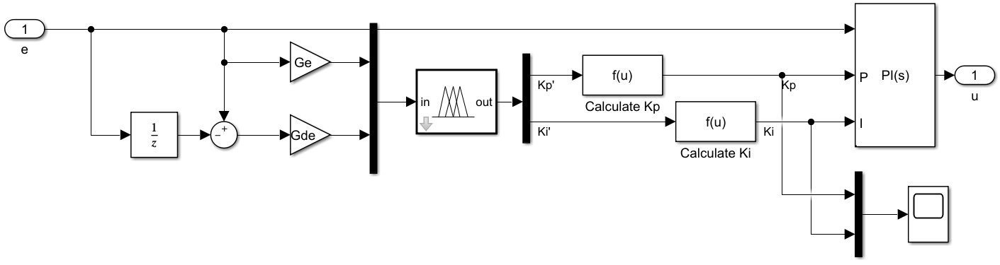 1
e
Ge
1
z
−
+
Gde
in
out
Kp'
Ki'
f(u)
Calculate Kp
f(u)
Calculate Ki
Kp
Ki
P
I
PI(s)
1
u